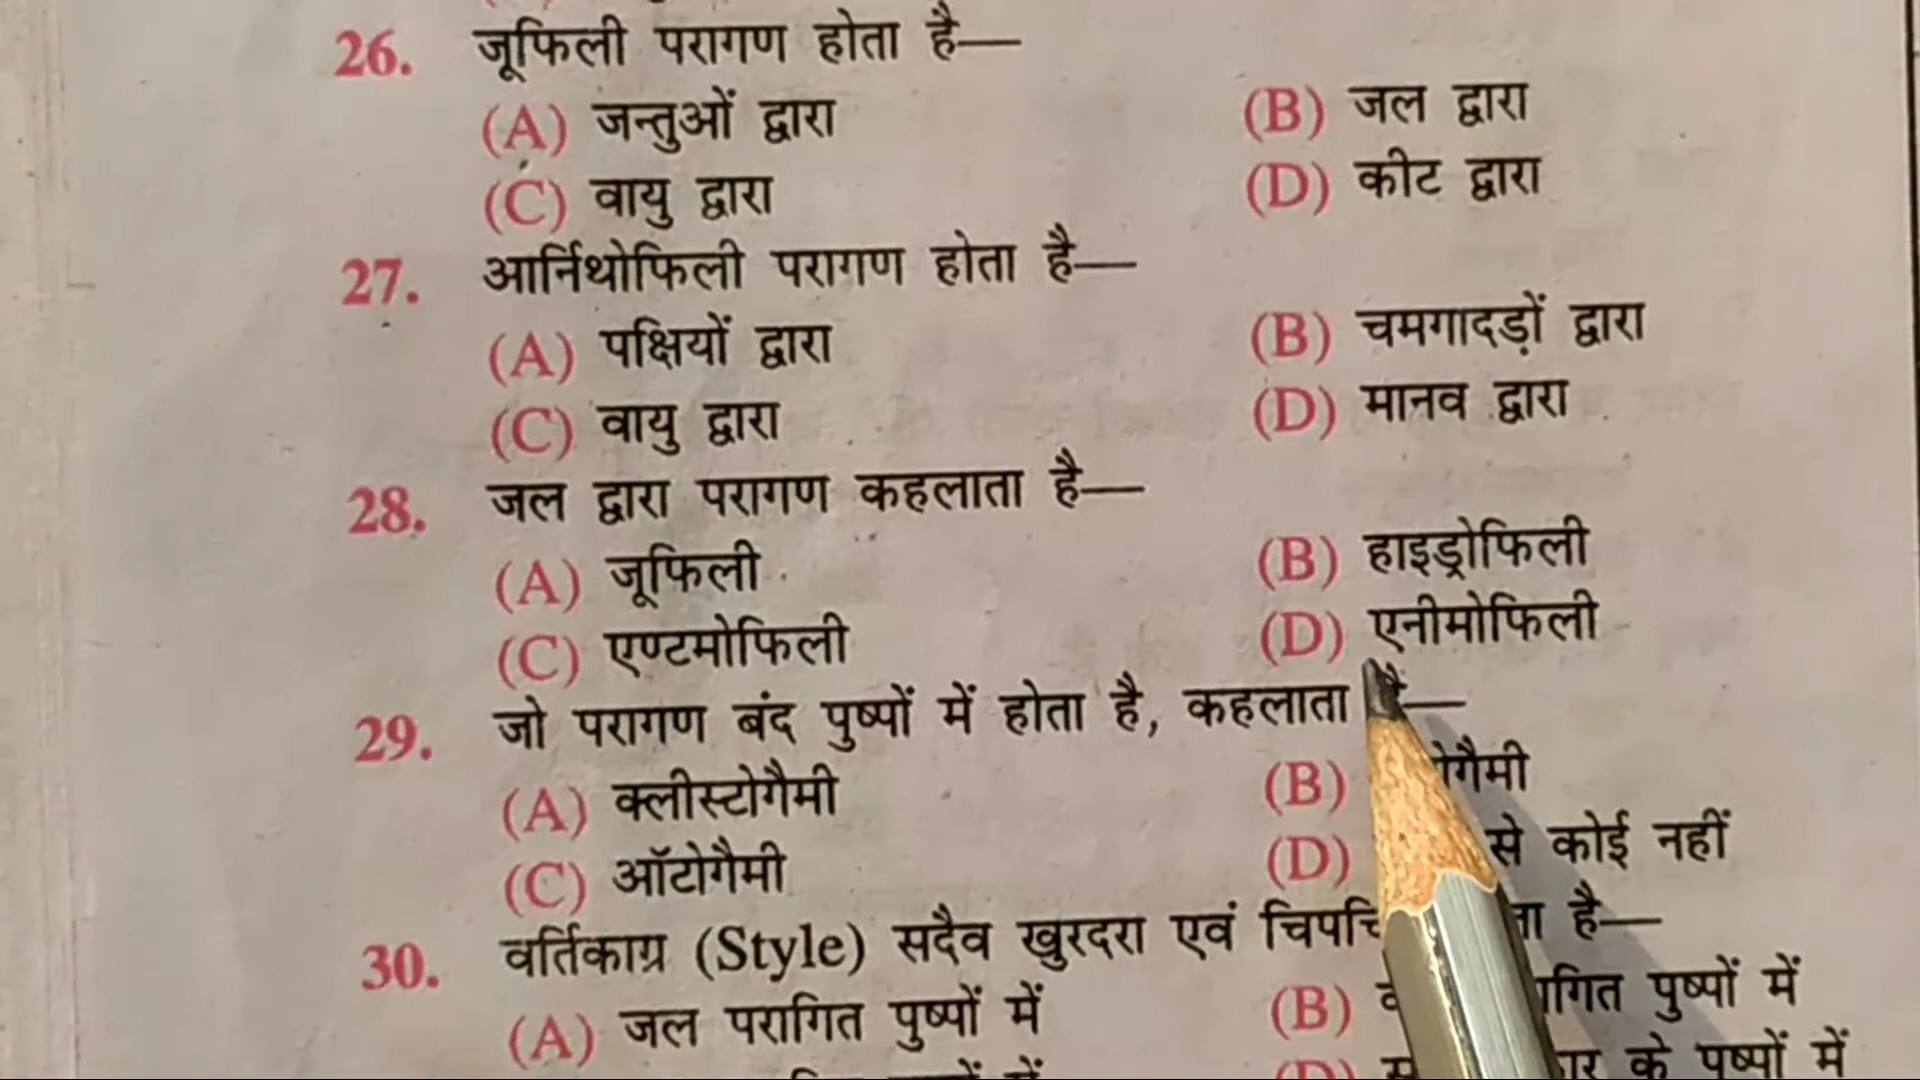 26. जूफिली परागण होता है—
(A) जन्तुओं द्वारा (B) जल द्वारा
(C) वायु द्वारा (D) कीट द्वारा
27. आर्निथोफिली परागण होता है—
(A) पक्षियों द्वारा (B) चमगादड़ों द्वारा
(C) वायु द्वारा (D) मानव द्वारा
28. जल द्वारा परागण कहलाता है—
(A) जूफिली (B) हाइड्रोफिली
(C) एण्टमोफिली (D) एनीमोफिली
29. जो परागण बंद पुष्पों में होता है, कहलाता —
(A) क्लीस्टोगैमी (B)
(C) ऑटोगैमी (D) से कोई नहीं
30. वर्तिकाग्र (Style) सदैव खुरदरा एवं है—
(A) जल परागित पुष्पों में (B) पुष्पों में
(D) के पुष्पों में